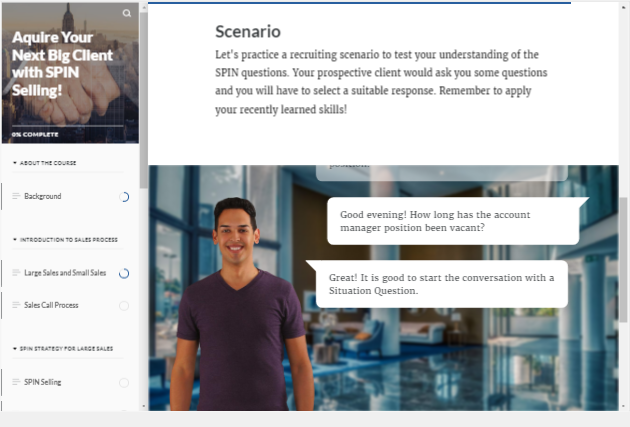 Aquire Your
Next Big Client
with SPIN
Selling!
0% COMPLETE
ABOUT THE COURSE
Background
INTRODUCTION TO SALES PROCESS
Large Sales and Small Sales
Sales Call Process
SPIN STRATEGY FOR LARGE SALES
SPIN Selling
Scenario
Let's practice a recruiting scenario to test your understanding of the
SPIN questions. Your prospective client would ask you some questions
and you will have to select a suitable response. Remember to apply
your recently learned skills!
position.
Good evening! How long has the account
manager position been vacant?
Great! It is good to start the conversation with a
Situation Question.